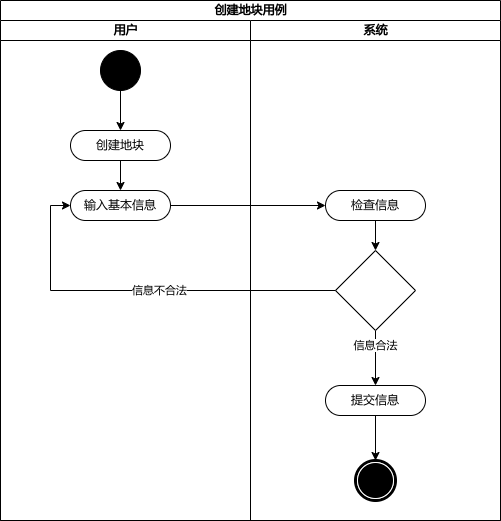 创建地块用例
用户
系统
创建地块
输入基本信息
检查信息
信息不合法
信息合法
提交信息